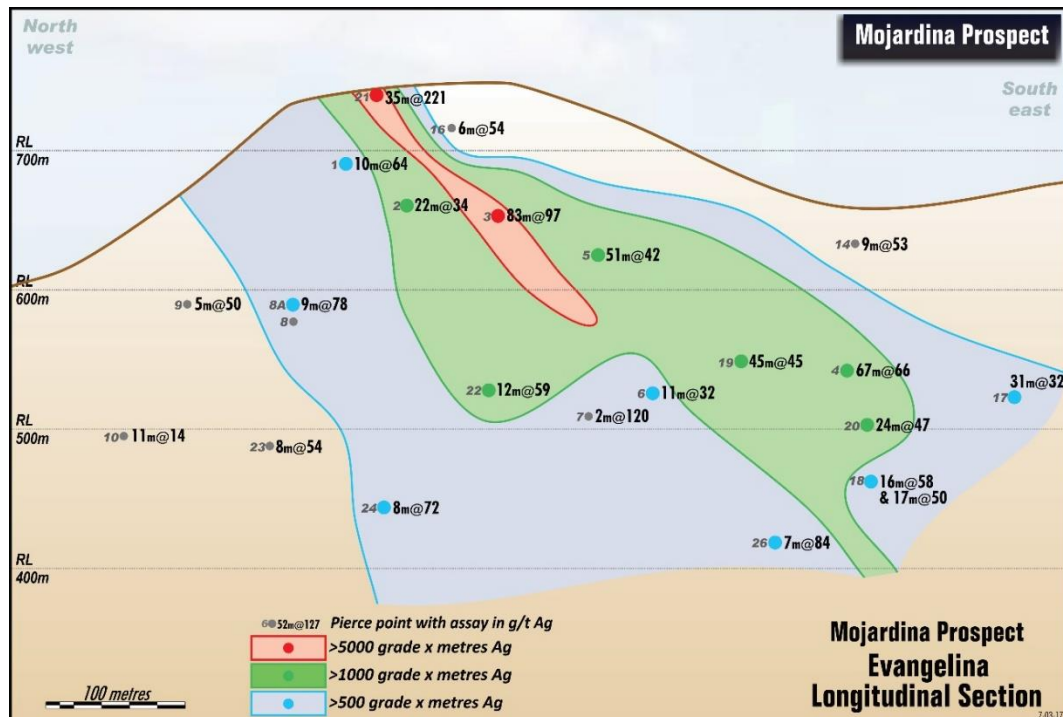 North
west
Mojardina Prospect
South
east
21 35m@221
16 6m@54
RL
700m
1 10m@64
2 22m@34
3 83m@97
14 9m@53
5 51m@42
RL
600m
9 5m@50
8A 9m@78
8
19 45m@45
4 67m@66
31m@32
17
22 12m@59
6 11m@32
7 2m@120
20 24m@47
RL
500m
10 11m@14
23 8m@54
18 16m@58
& 17m@50
24 8m@72
26 7m@84
RL
400m
6 52m@127 Pierce point with assay in g/t Ag
>5000 grade x metres Ag
>1000 grade x metres Ag
>500 grade x metres Ag
100 metres
Mojardina Prospect
Evangelina
Longitudinal Section